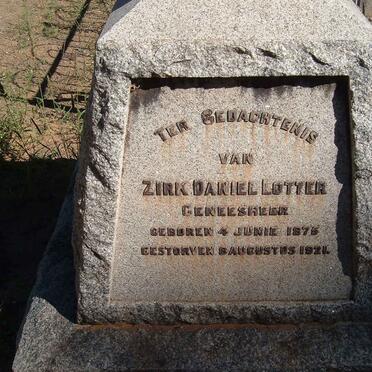 TER GEDACHTENIS
VAN
ZIRK DANIEL LOTTER
GENEESHEER
GEBOREN 4 JUNIE 1875
GESTORVEN 8 AUGUSTUS 1921.